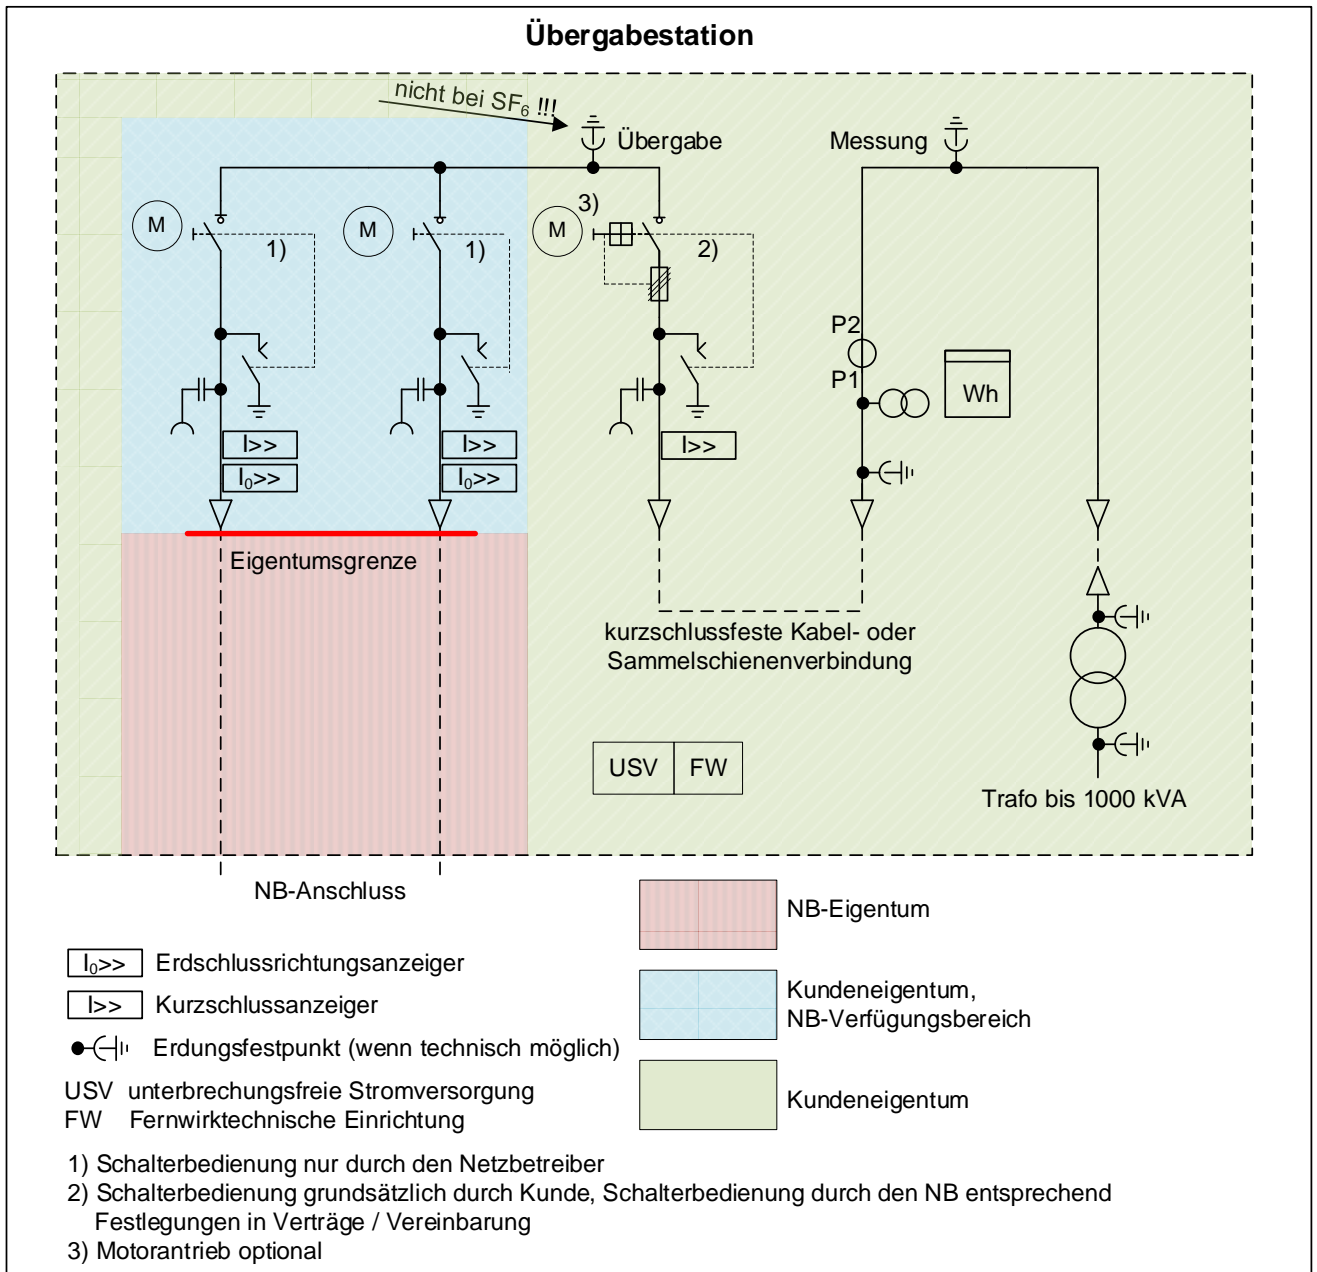 Übergabestation
nicht bei SF₆ !!!
Übergabe
Messung
M
1)
M
1)
3)
M
2)
P2
P1
Wh
I>>
I₀>>
I>>
I₀>>
I>>
Eigentumsgrenze
kurzschlussfeste Kabel- oder
Sammelschienenverbindung
USV
FW
Trafo bis 1000 kVA
NB-Anschluss
NB-Eigentum
I₀>> Erdschlussrichtungsanzeiger
I>> Kurzschlussanzeiger
Kundeneigentum,
NB-Verfügungsbereich
Erdungsfestpunkt (wenn technisch möglich)
USV unterbrechungsfreie Stromversorgung
FW Fernwirktechnische Einrichtung
Kundeneigentum
1) Schalterbedienung nur durch den Netzbetreiber
2) Schalterbedienung grundsätzlich durch Kunde, Schalterbedienung durch den NB entsprechend
Festlegungen in Verträge / Vereinbarung
3) Motorantrieb optional